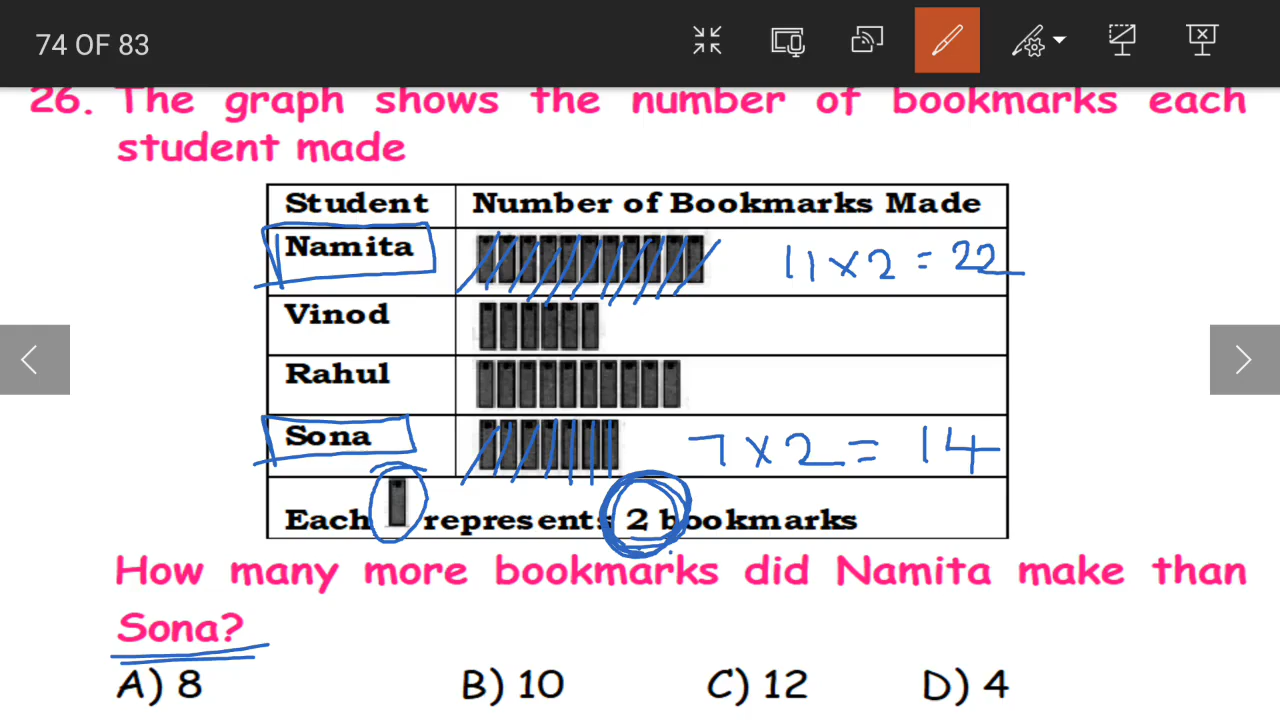 74 OF 83
26. The graph shows the number of bookmarks each
student made
Student Number of Bookmarks Made
Namita 11 x 2 = 22
Vinod
Rahul
Sona 7 x 2 = 14
Each represents 2 bookmarks
How many more bookmarks did Namita make than
Sona?
A) 8 B) 10 C) 12 D) 4